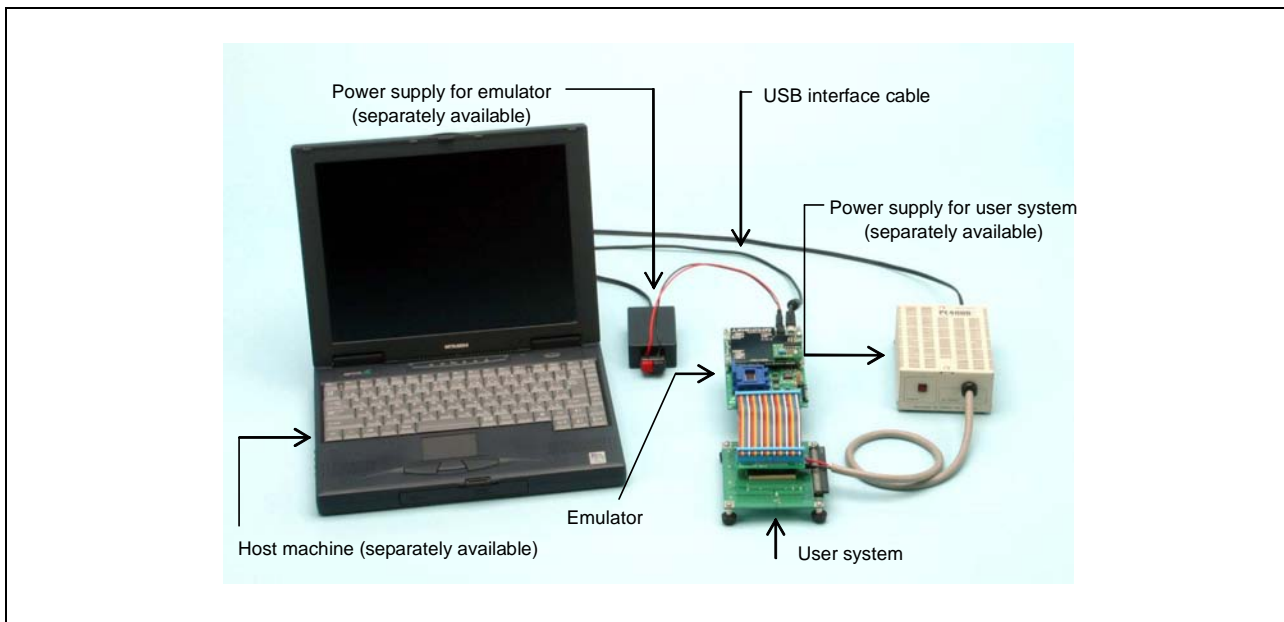 Power supply for emulator
(separately available)
USB interface cable
Power supply for user system
(separately available)
MITSUBISHI
Emulator
Host machine (separately available)
User system